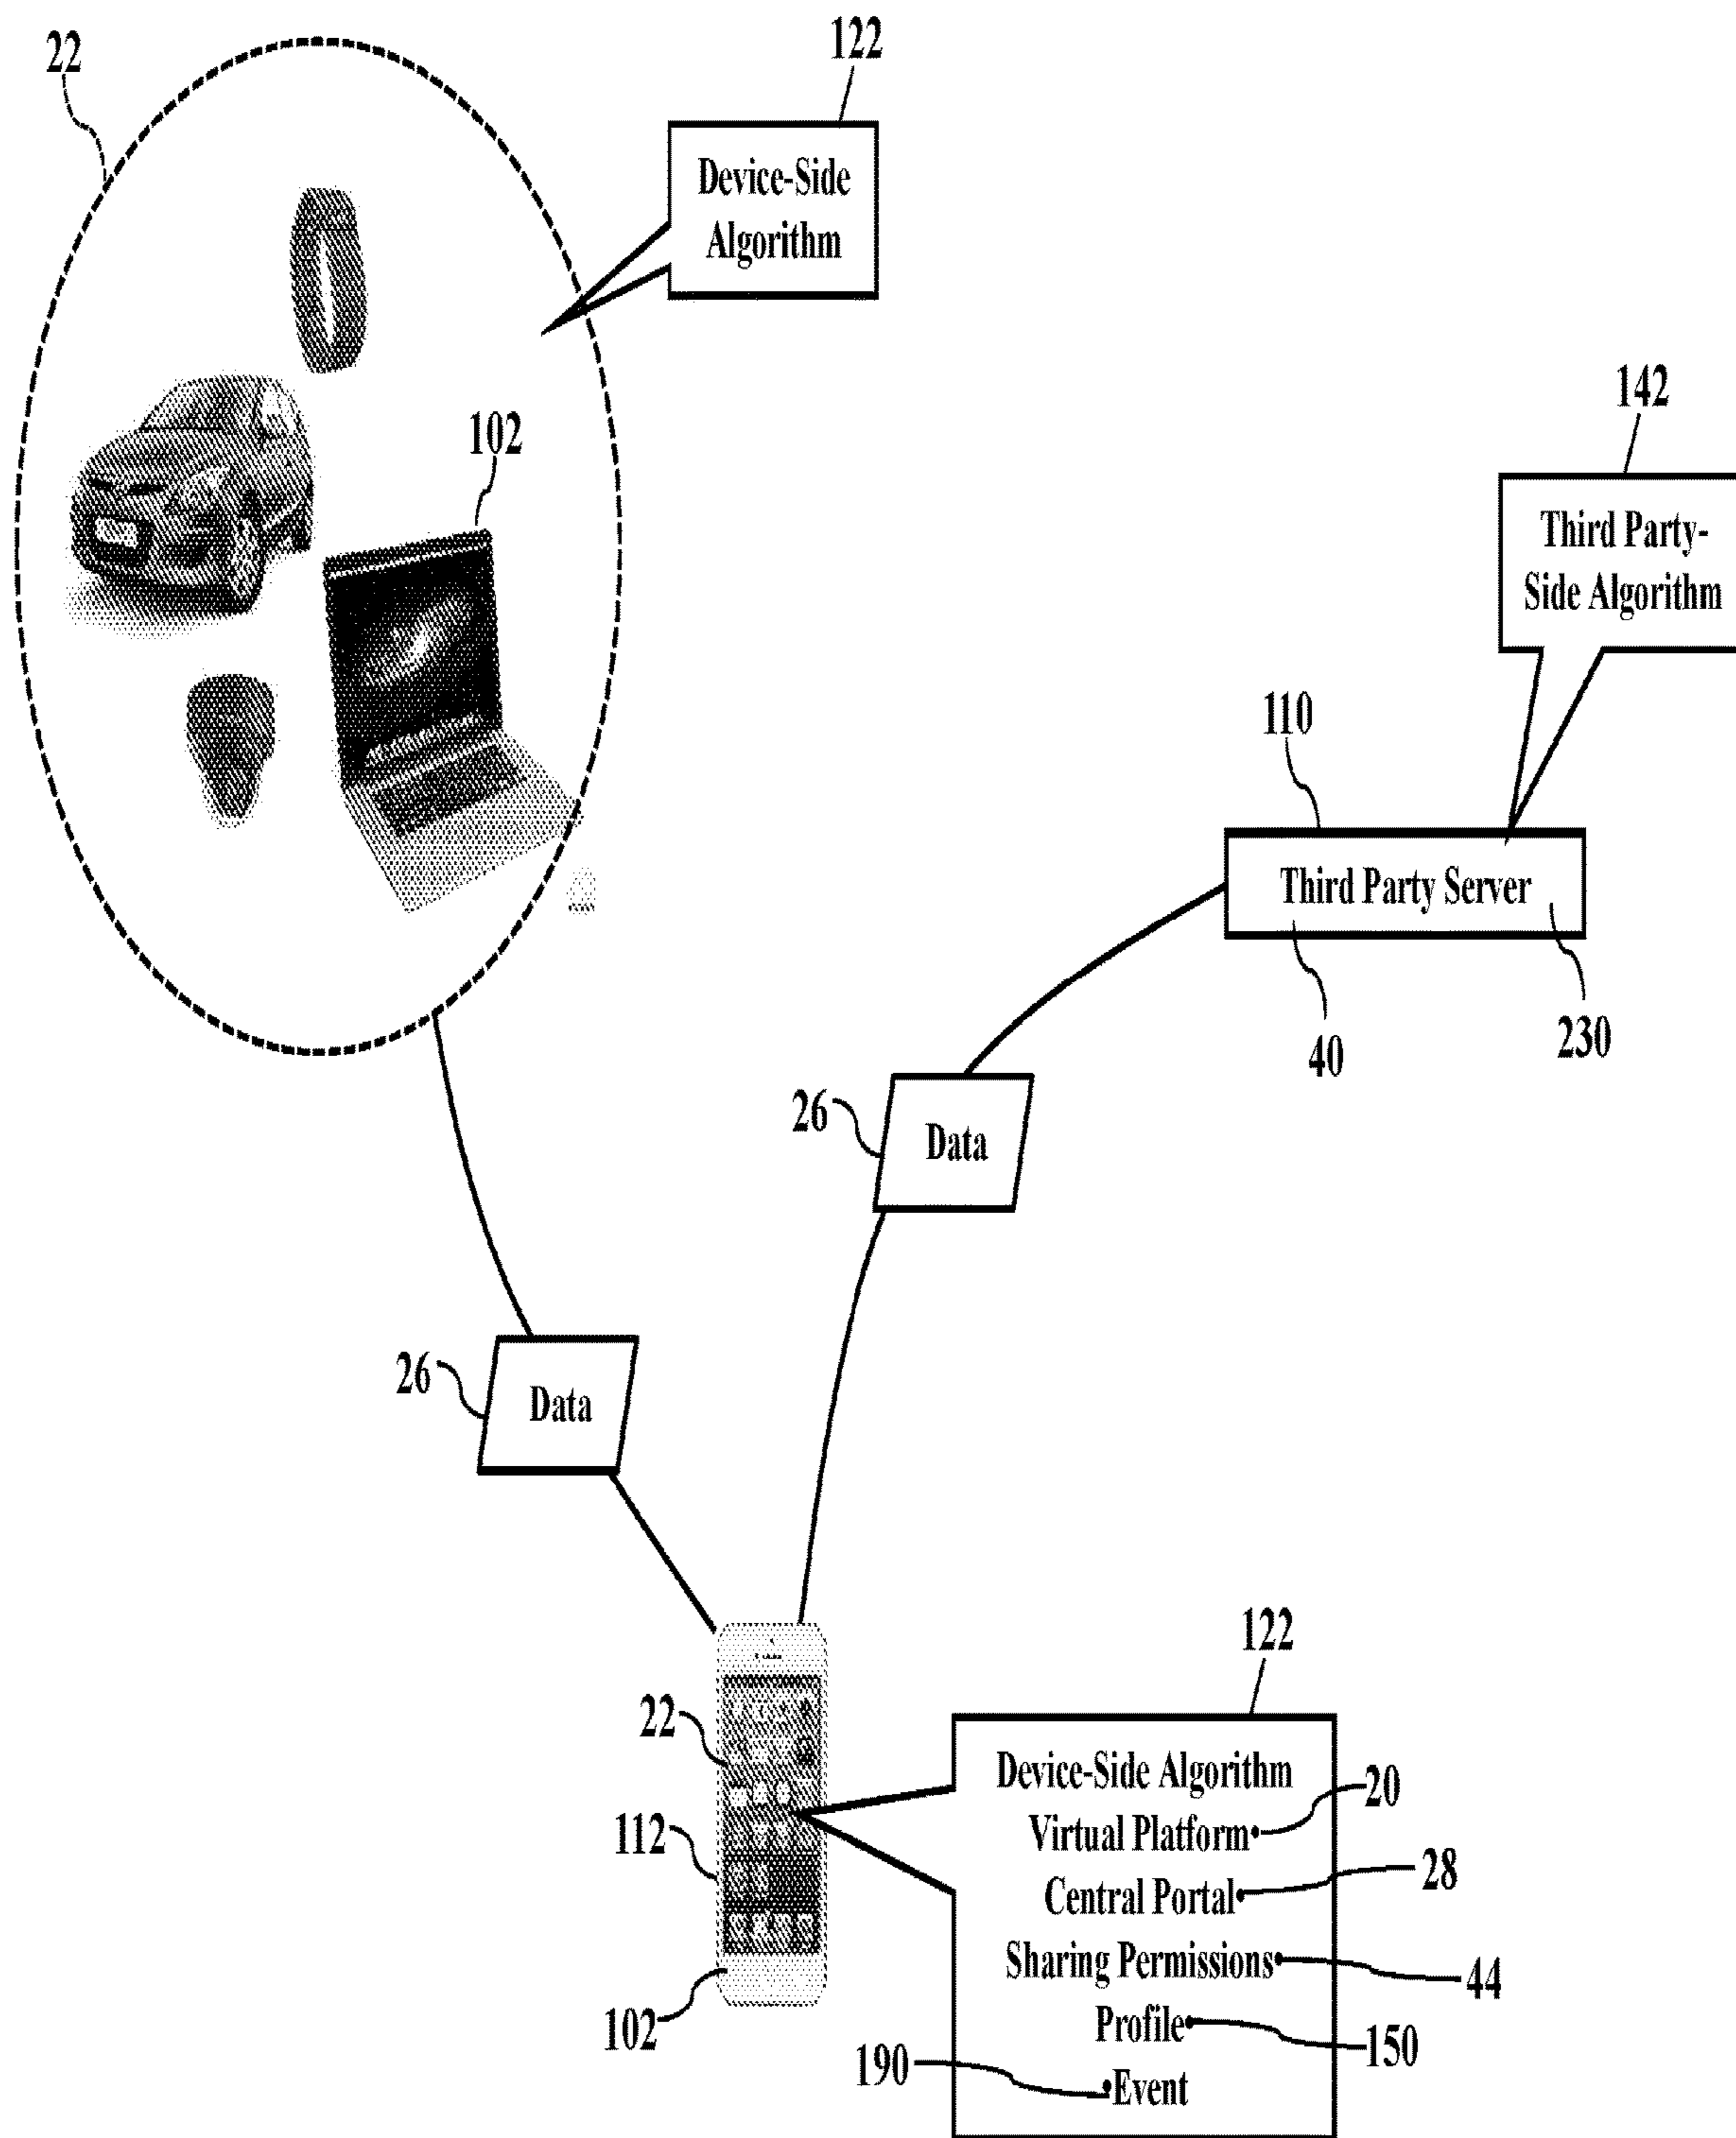 22
122
Device-Side
Algorithm
102
142
Third Party-
Side Algorithm
110
Third Party Server
40
230
26
Data
26
Data
122
22
Device-Side Algorithm
Virtual Platform
20
112
Central Portal
28
Sharing Permissions
44
102
Profile
150
190
Event